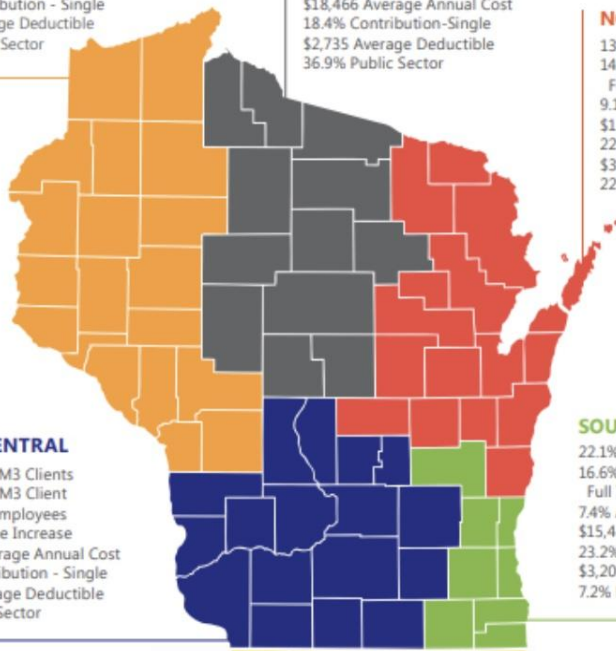 bution - Single
ge Deductible
Sector
$18,466 Average Annual Cost
18.4% Contribution-Single
$2,735 Average Deductible
36.9% Public Sector
N
13
14
F
9.1
$1
22
$3
22
ENTRAL
M3 Clients
M3 Client
mployees
e Increase
rage Annual Cost
ibution - Single
age Deductible
Sector
SOU
22.1%
16.6%
Full
7.4%
$15,4
23.2%
$3,20
7.2%